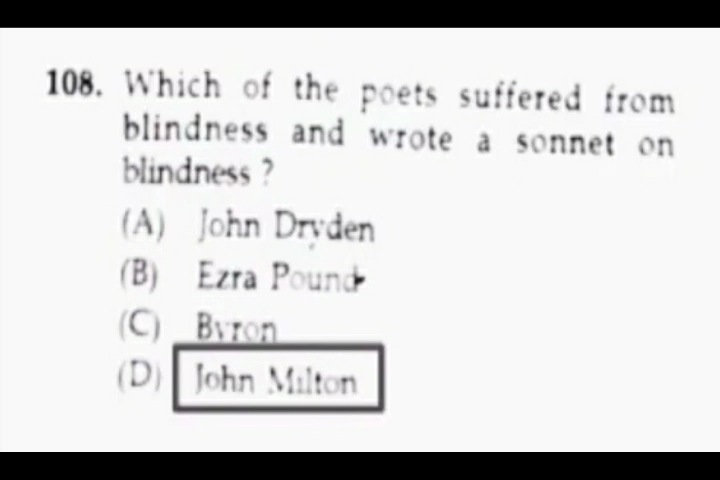 108. Which of the poets suffered from
blindness and wrote a sonnet on
blindness ?
(A) John Dryden
(B) Ezra Pound
(C) Byron
(D) John Milton